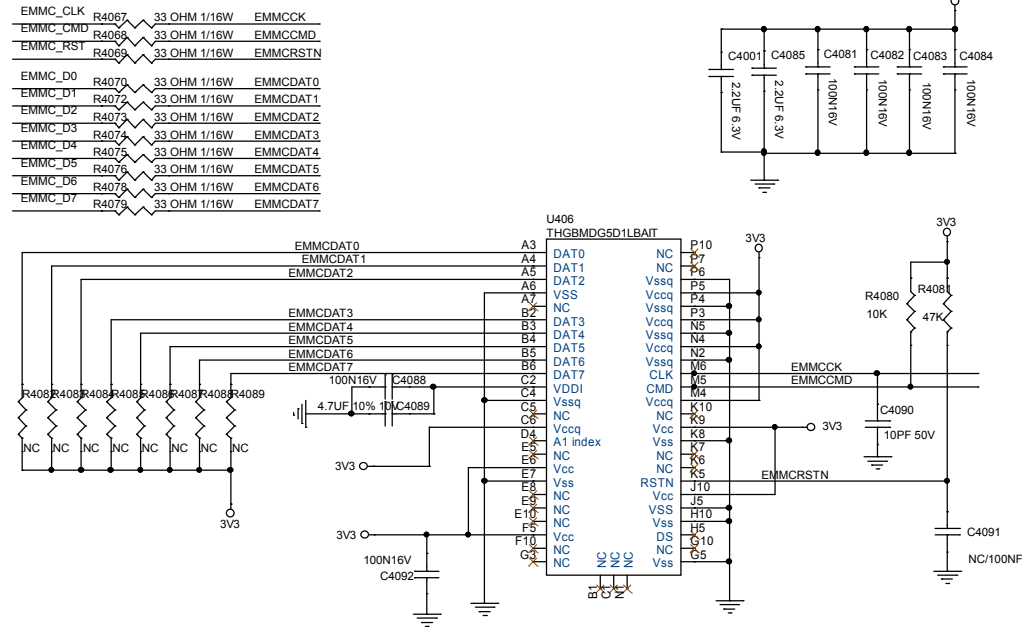 EMMC_CLK R4067 33 OHM 1/16W EMMCCK
EMMC_CMD R4068 33 OHM 1/16W EMMCCMD
EMMC_RST R4069 33 OHM 1/16W EMMCRSTN
EMMC_D0 R4070 33 OHM 1/16W EMMCDAT0
EMMC_D1 R4072 33 OHM 1/16W EMMCDAT1
EMMC_D2 R4073 33 OHM 1/16W EMMCDAT2
EMMC_D3 R4074 33 OHM 1/16W EMMCDAT3
EMMC_D4 R4075 33 OHM 1/16W EMMCDAT4
EMMC_D5 R4076 33 OHM 1/16W EMMCDAT5
EMMC_D6 R4078 33 OHM 1/16W EMMCDAT6
EMMC_D7 R4079 33 OHM 1/16W EMMCDAT7
C4001 C4085 C4081 C4082 C4083 C4084
2.2UF 6.3V 2.2UF 6.3V 100N16V 100N16V 100N16V 100N16V
U406
THGBMDG5D1LBAIT
EMMCDAT0 A3 DAT0
EMMCDAT1 A4 DAT1
EMMCDAT2 A5 DAT2
A6 VSS
A7 NC
EMMCDAT3 B2 DAT3
EMMCDAT4 B3 DAT4
EMMCDAT5 B4 DAT5
EMMCDAT6 B5 DAT6
EMMCDAT7 B6 DAT7
C2 VDDI
C4 Vssq
C5 NC
C6 Vccq
D4 A1 index
E5 NC
E6 Vcc
E7 Vss
E8 NC
E9 NC
E10 NC
F5 Vcc
F10 NC
G3 NC
NC P10
NC P7
Vssq P6
Vccq P5
Vssq P4
Vccq P3
Vssq N5
Vccq N4
Vssq N2
CLK M6 EMMCCK
CMD M5 EMMCCMD
Vccq M4
NC K10
Vcc K9
Vss K8
NC K7
NC K6
RSTN K5 EMMCRSTN
Vcc J10
VSS J5
Vss H10
DS H5
NC G10
Vss G5
NC NC NC
B1 N1
100N16V C4088
4.7UF 10% C4089
R4082 R4083 R4084 R4089
NC NC NC NC NC NC NC NC
3V3
3V3
3V3
100N16V
C4092
3V3
3V3
3V3
R4080
10K
R4081
47K
C4090
10PF 50V
C4091
NC/100NF